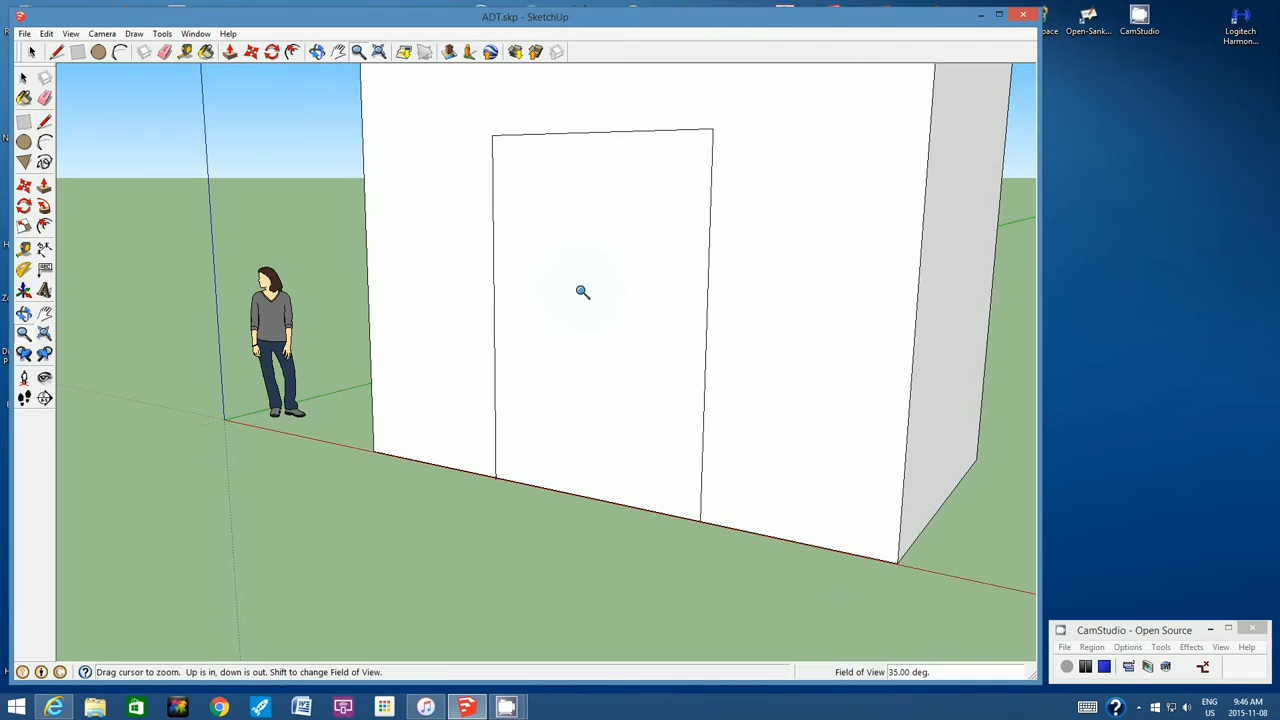 ADT.skp - SketchUp
File Edit View Camera Draw Tools Window Help
Open-Sank...
CamStudio
Logitech
Harmon...
ABC
CamStudio - Open Source
File Region Options Tools Effects View Help
Drag cursor to zoom. Up is in, down is out. Shift to change Field of View.
Field of View 35.00 deg.
ENG
US
9:46 AM
2015-11-08